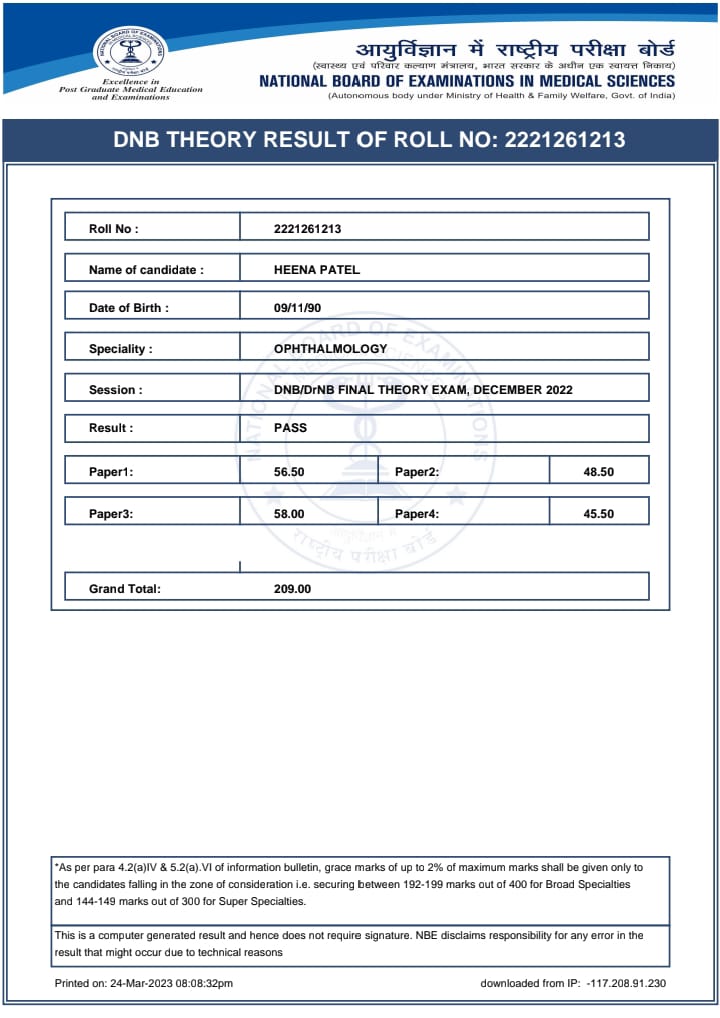 आयुर्विज्ञान में राष्ट्रीय परीक्षा बोर्ड
(स्वास्थ्य एवं परिवार कल्याण मंत्रालय, भारत सरकार के अधीन एक स्वायत्त निकाय)
NATIONAL BOARD OF EXAMINATIONS IN MEDICAL SCIENCES
(Autonomous body under Ministry of Health & Family Welfare, Govt. of India)
Excellence in
Post Graduate Medical Education
and Examinations
DNB THEORY RESULT OF ROLL NO: 2221261213
Roll No : 2221261213
Name of candidate : HEENA PATEL
Date of Birth : 09/11/90
Speciality : OPHTHALMOLOGY
Session : DNB/DrNB FINAL THEORY EXAM, DECEMBER 2022
Result : PASS
Paper1: 56.50 Paper2: 48.50
Paper3: 58.00 Paper4: 45.50
Grand Total: 209.00
NATIONAL BOARD OF EXAMINATIONS
राष्ट्रीय परीक्षा बोर्ड
*As per para 4.2(a)IV & 5.2(a).VI of information bulletin, grace marks of up to 2% of maximum marks shall be given only to
the candidates falling in the zone of consideration i.e. securing between 192-199 marks out of 400 for Broad Specialties
and 144-149 marks out of 300 for Super Specialties.
This is a computer generated result and hence does not require signature. NBE disclaims responsibility for any error in the
result that might occur due to technical reasons
Printed on: 24-Mar-2023 08:08:32pm downloaded from IP: -117.208.91.230